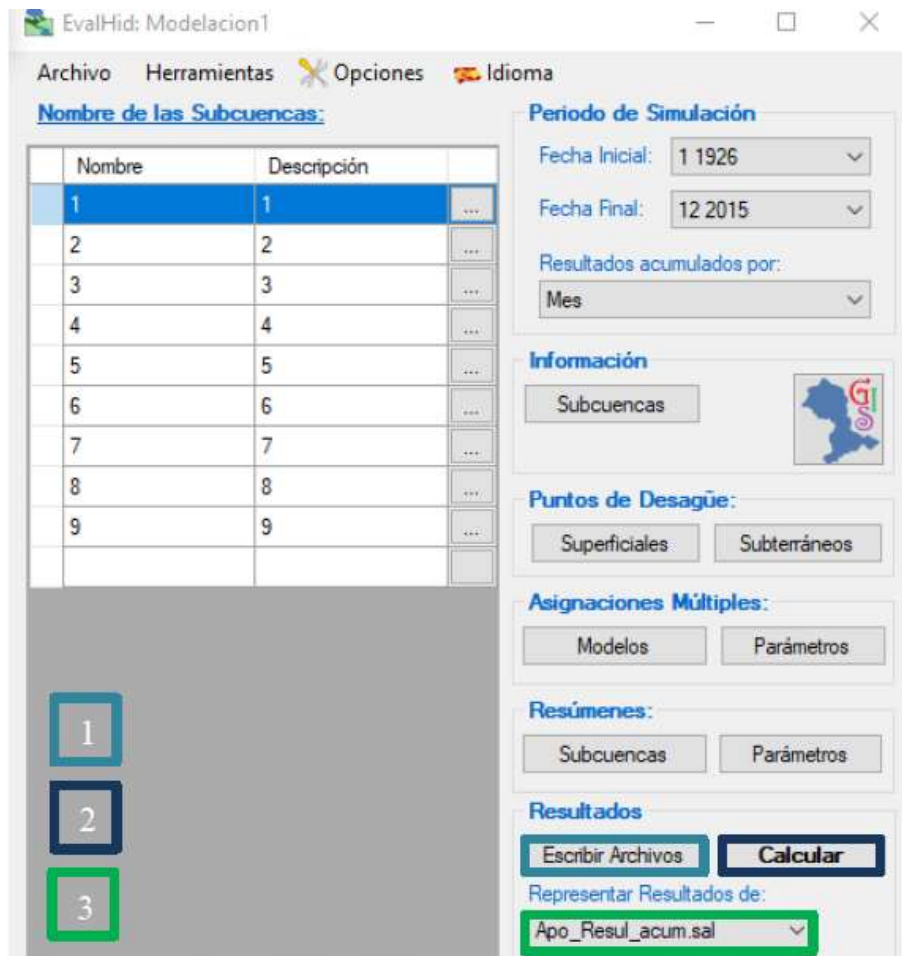 EvalHid: Modelacion1
Archivo Herramientas Opciones Idioma
Nombre de las Subcuencas:
Nombre Descripción
1 1 ...
2 2 ...
3 3 ...
4 4 ...
5 5 ...
6 6 ...
7 7 ...
8 8 ...
9 9 ...
1
2
3
Periodo de Simulación
Fecha Inicial: 1 1926
Fecha Final: 12 2015
Resultados acumulados por:
Mes
Información
Subcuencas
GIS
Puntos de Desagüe:
Superficiales Subterráneos
Asignaciones Múltiples:
Modelos Parámetros
Resúmenes:
Subcuencas Parámetros
Resultados
Escribir Archivos Calcular
Representar Resultados de:
Apo_Resul_acum.sal